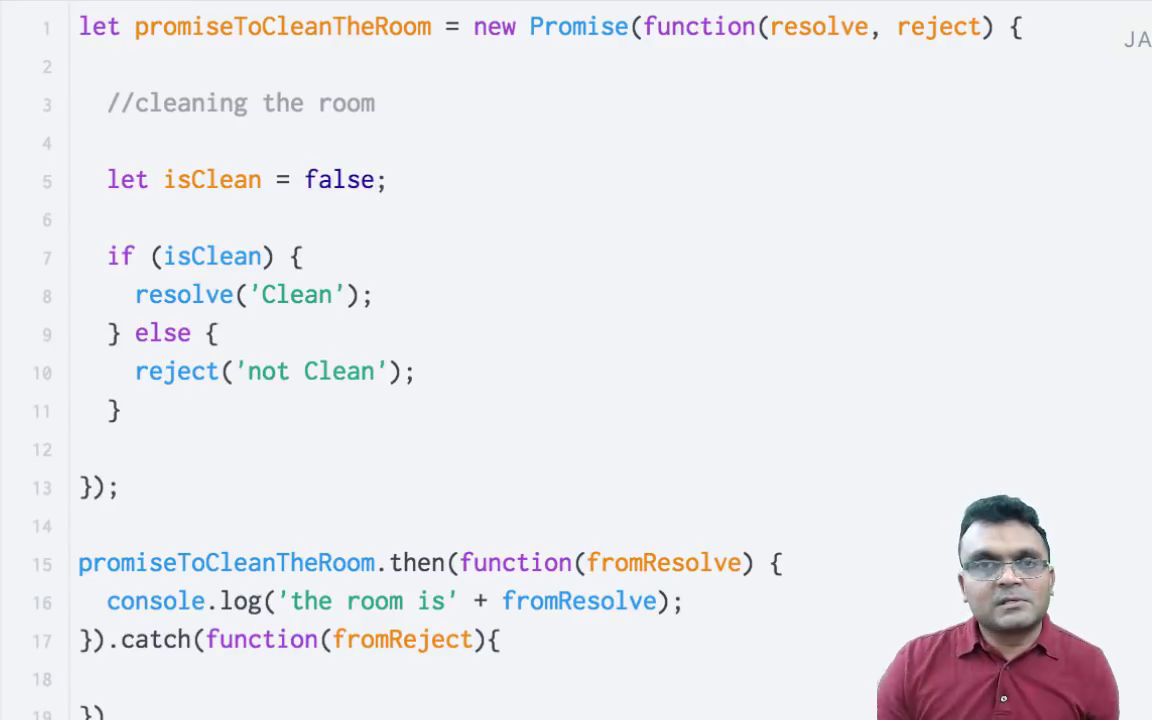 1 let promiseToCleanTheRoom = new Promise(function(resolve, reject) {
JA
2
3 //cleaning the room
4
5 let isClean = false;
6
7 if (isClean) {
8 resolve('Clean');
9 } else {
10 reject('not Clean');
11 }
12
13 });
14
15 promiseToCleanTheRoom.then(function(fromResolve) {
16 console.log('the room is' + fromResolve);
17 }).catch(function(fromReject){
18
19 })